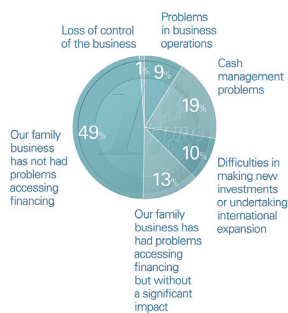 Loss of control
of the business
Problems
in business
operations
1%
9%
Cash
management
problems
19%
49%
Our family
business
has not had
problems
accessing
financing
10%
Difficulties in
making new
investments
or undertaking
international
expansion
13%
Our family
business has
had problems
accessing
financing
but without
a significant
impact